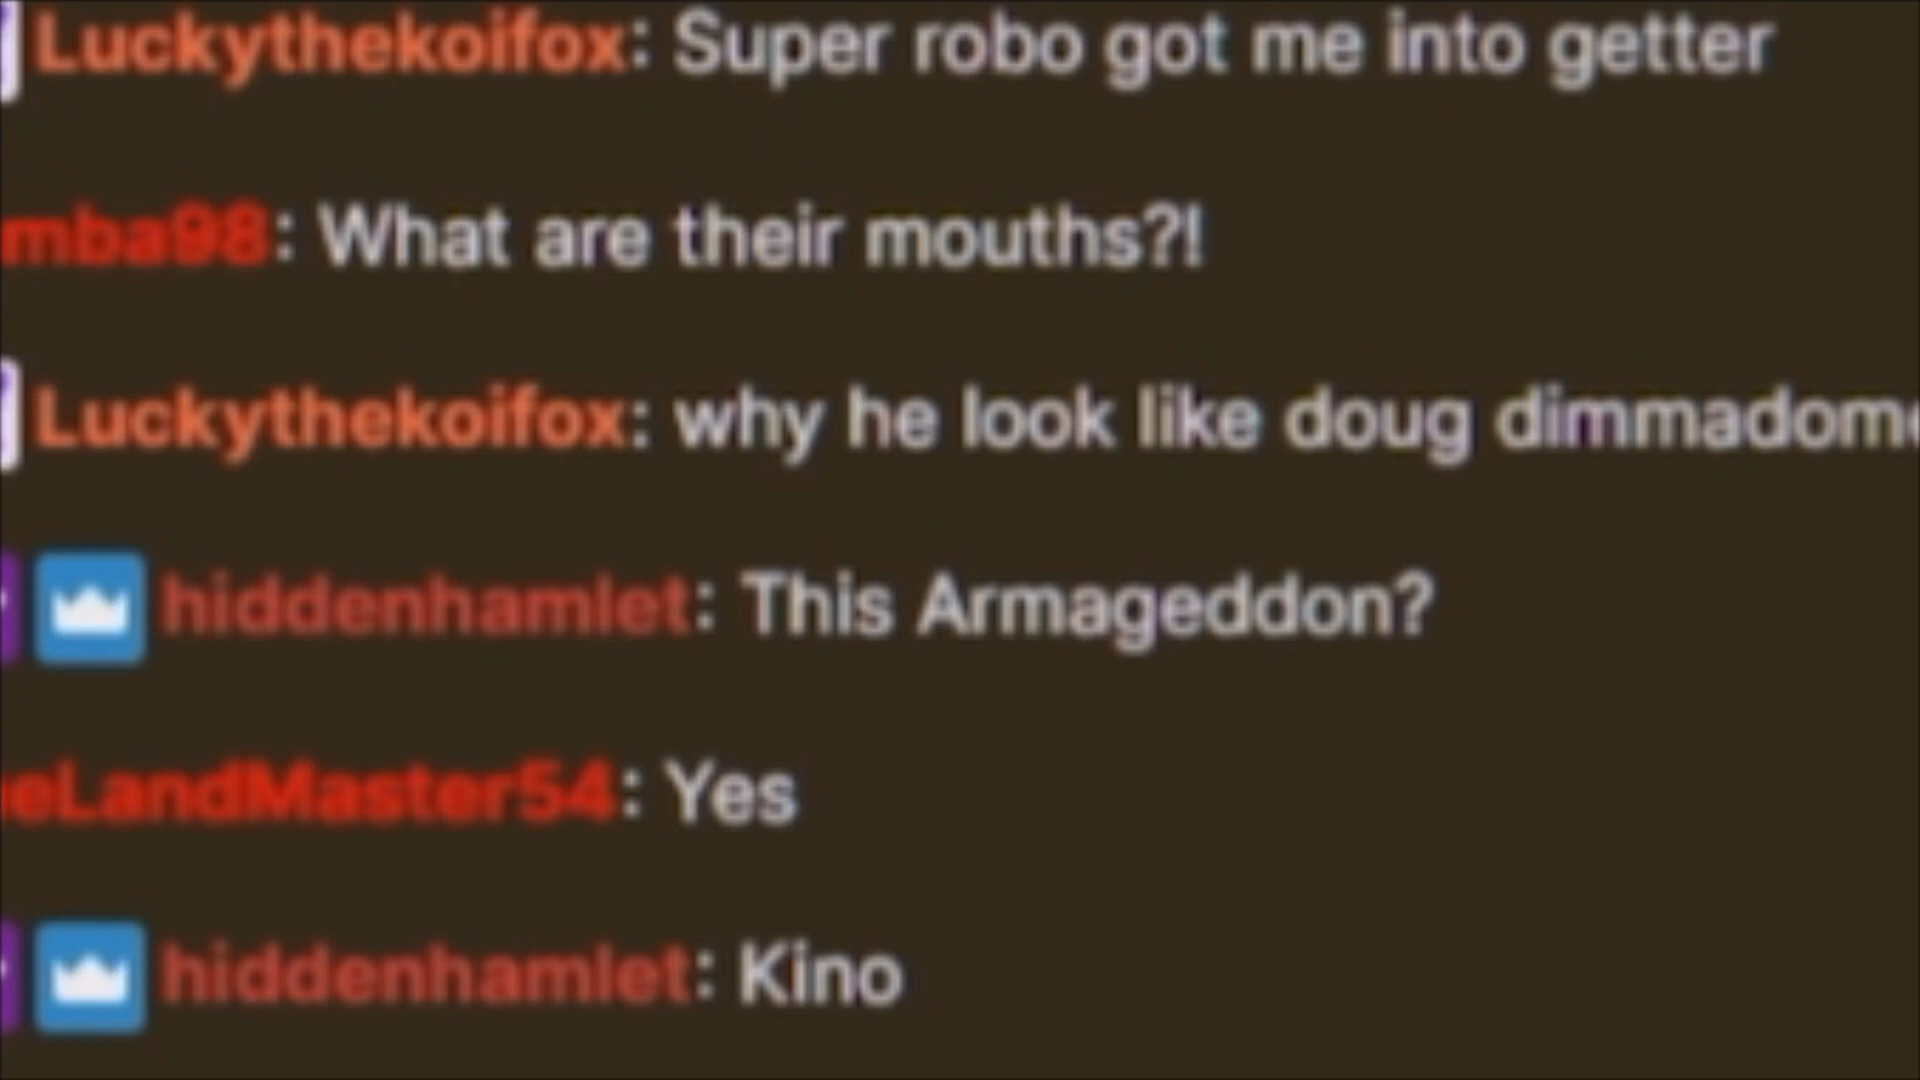 Luckythekoifox: Super robo got me into getter
mba98: What are their mouths?!
Luckythekoifox: why he look like doug dimmadome
hiddenhamlet: This Armageddon?
eLandMaster54: Yes
hiddenhamlet: Kino